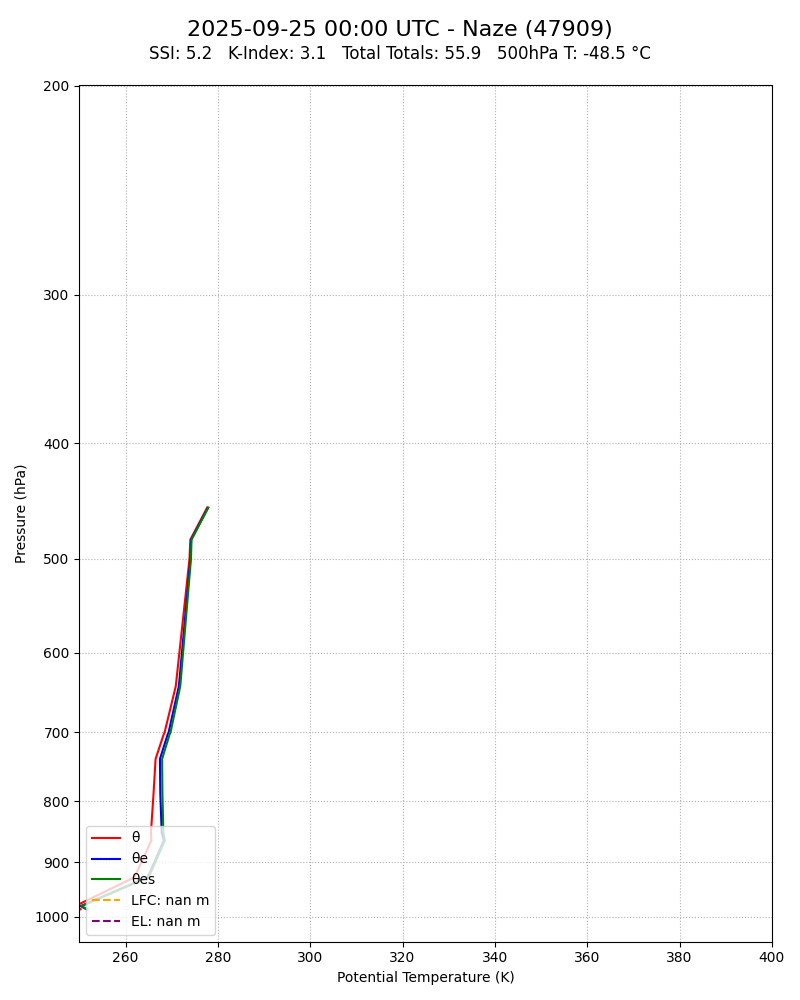 2025-09-25 00:00 UTC - Naze (47909)
SSI: 5.2 K-Index: 3.1 Total Totals: 55.9 500hPa T: -48.5 °C
200
300
400
500
600
700
800
900
1000
Pressure (hPa)
θ
θe
θes
LFC: nan m
EL: nan m
260 280 300 320 340 360 380 400
Potential Temperature (K)